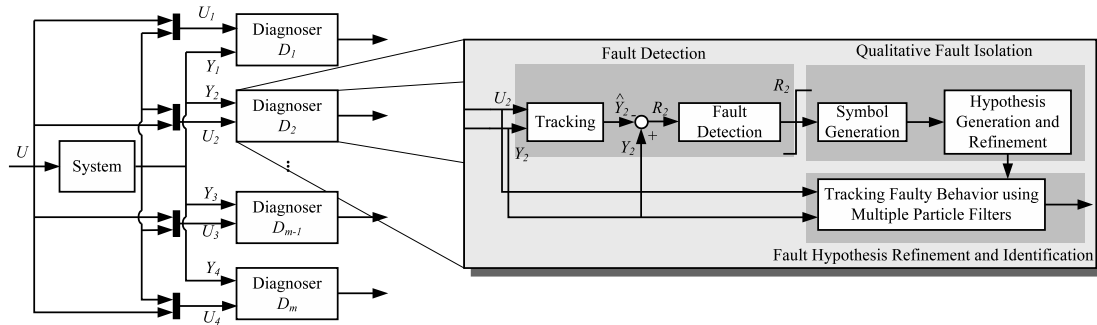 U
System
U1
Y1
Diagnoser
D1
Y2
U2
Diagnoser
D2
...
Y3
U3
Diagnoser
Dm-1
Y4
U4
Diagnoser
Dm
Fault Detection
U2
Y2
Tracking
Ŷ2
-
+
Y2
R2
Fault
Detection
R2
Qualitative Fault Isolation
Symbol
Generation
Hypothesis
Generation and
Refinement
Tracking Faulty Behavior using
Multiple Particle Filters
Fault Hypothesis Refinement and Identification